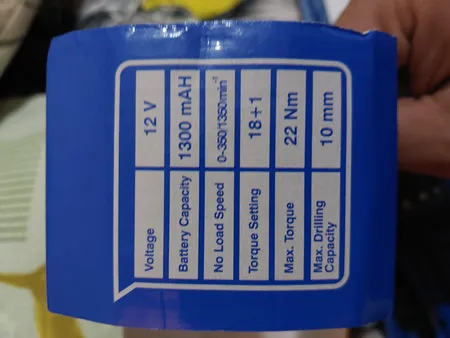 Voltage 12 V
Battery Capacity 1300 mAH
No Load Speed 0-350/1350min⁻¹
Torque Setting 18+1
Max. Torque 22 Nm
Max. Drilling
Capacity 10 mm